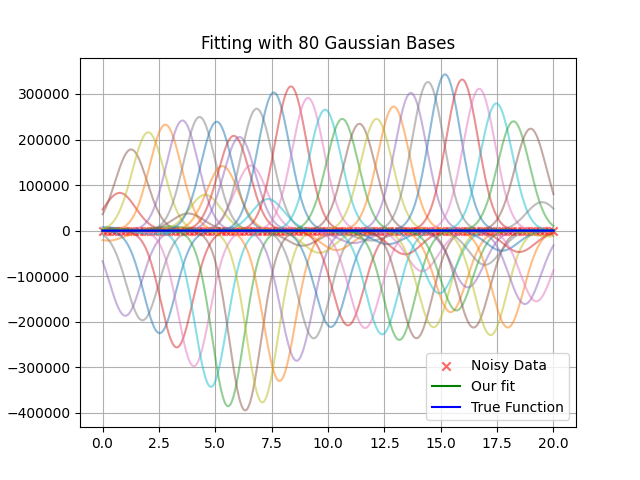 Fitting with 80 Gaussian Bases
300000
200000
100000
0
−100000
−200000
−300000
−400000
Noisy Data
Our fit
True Function
0.0 2.5 5.0 7.5 10.0 12.5 15.0 17.5 20.0